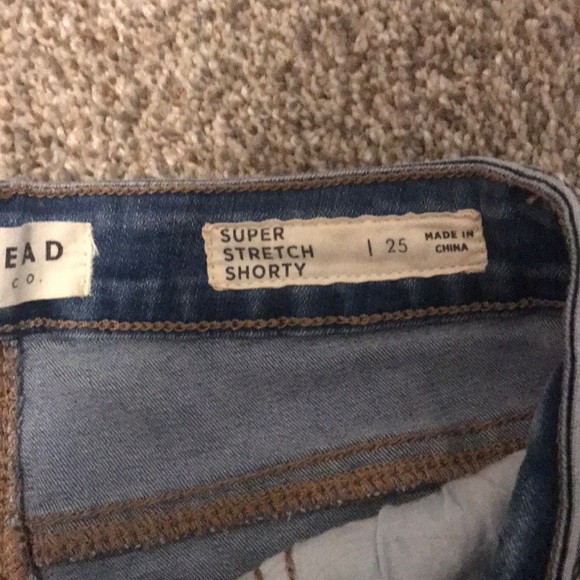 EAD
CO.
SUPER
STRETCH
SHORTY
| 25
MADE IN
CHINA